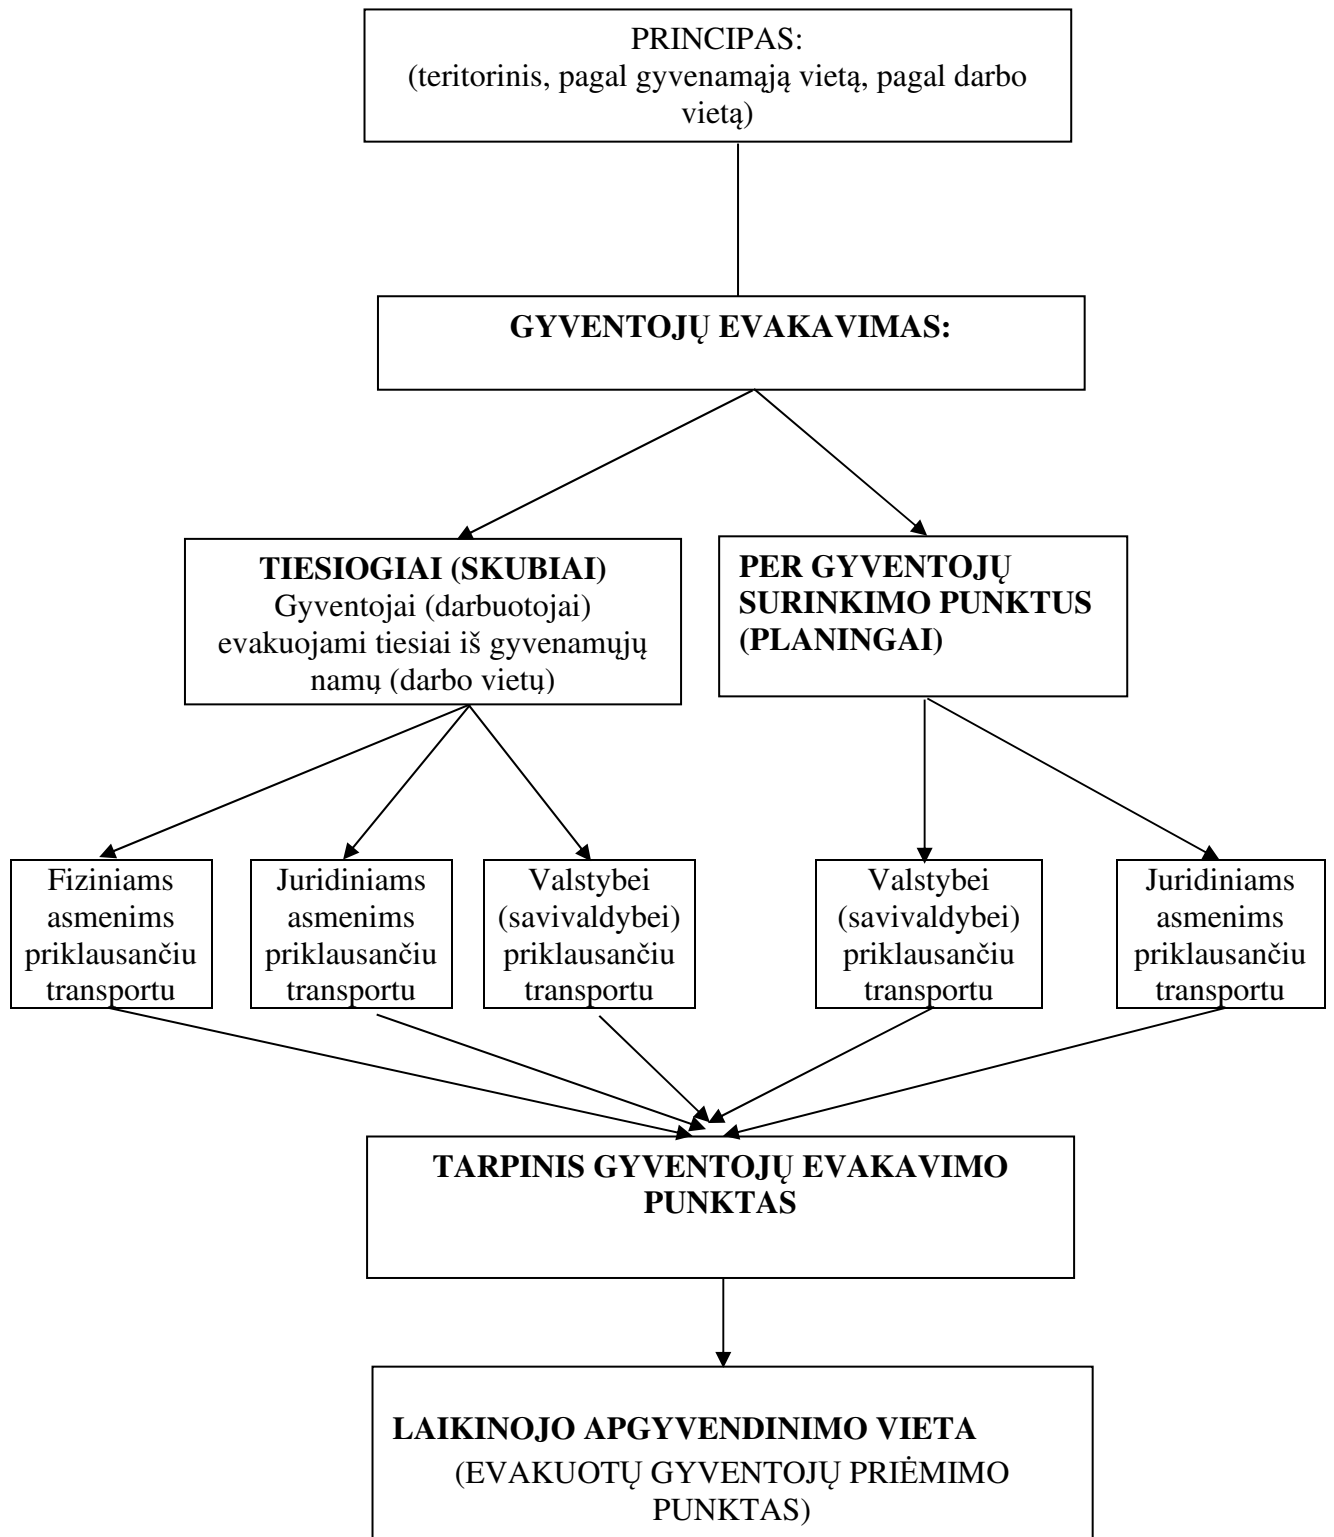 PRINCIPAS:
(teritorinis, pagal gyvenamąją vietą, pagal darbo
vietą)
GYVENTOJŲ EVAKAVIMAS:
TIESIOGIAI (SKUBIAI)
Gyventojai (darbuotojai)
evakuojami tiesiai iš gyvenamųjų
namų (darbo vietų)
PER GYVENTOJŲ
SURINKIMO PUNKTUS
(PLANINGAI)
Fiziniams
asmenims
priklausančiu
transportu
Juridiniams
asmenims
priklausančiu
transportu
Valstybei
(savivaldybei)
priklausančiu
transportu
Valstybei
(savivaldybei)
priklausančiu
transportu
Juridiniams
asmenims
priklausančiu
transportu
TARPINIS GYVENTOJŲ EVAKAVIMO
PUNKTAS
LAIKINOJO APGYVENDINIMO VIETA
(EVAKUOTŲ GYVENTOJŲ PRIĖMIMO
PUNKTAS)